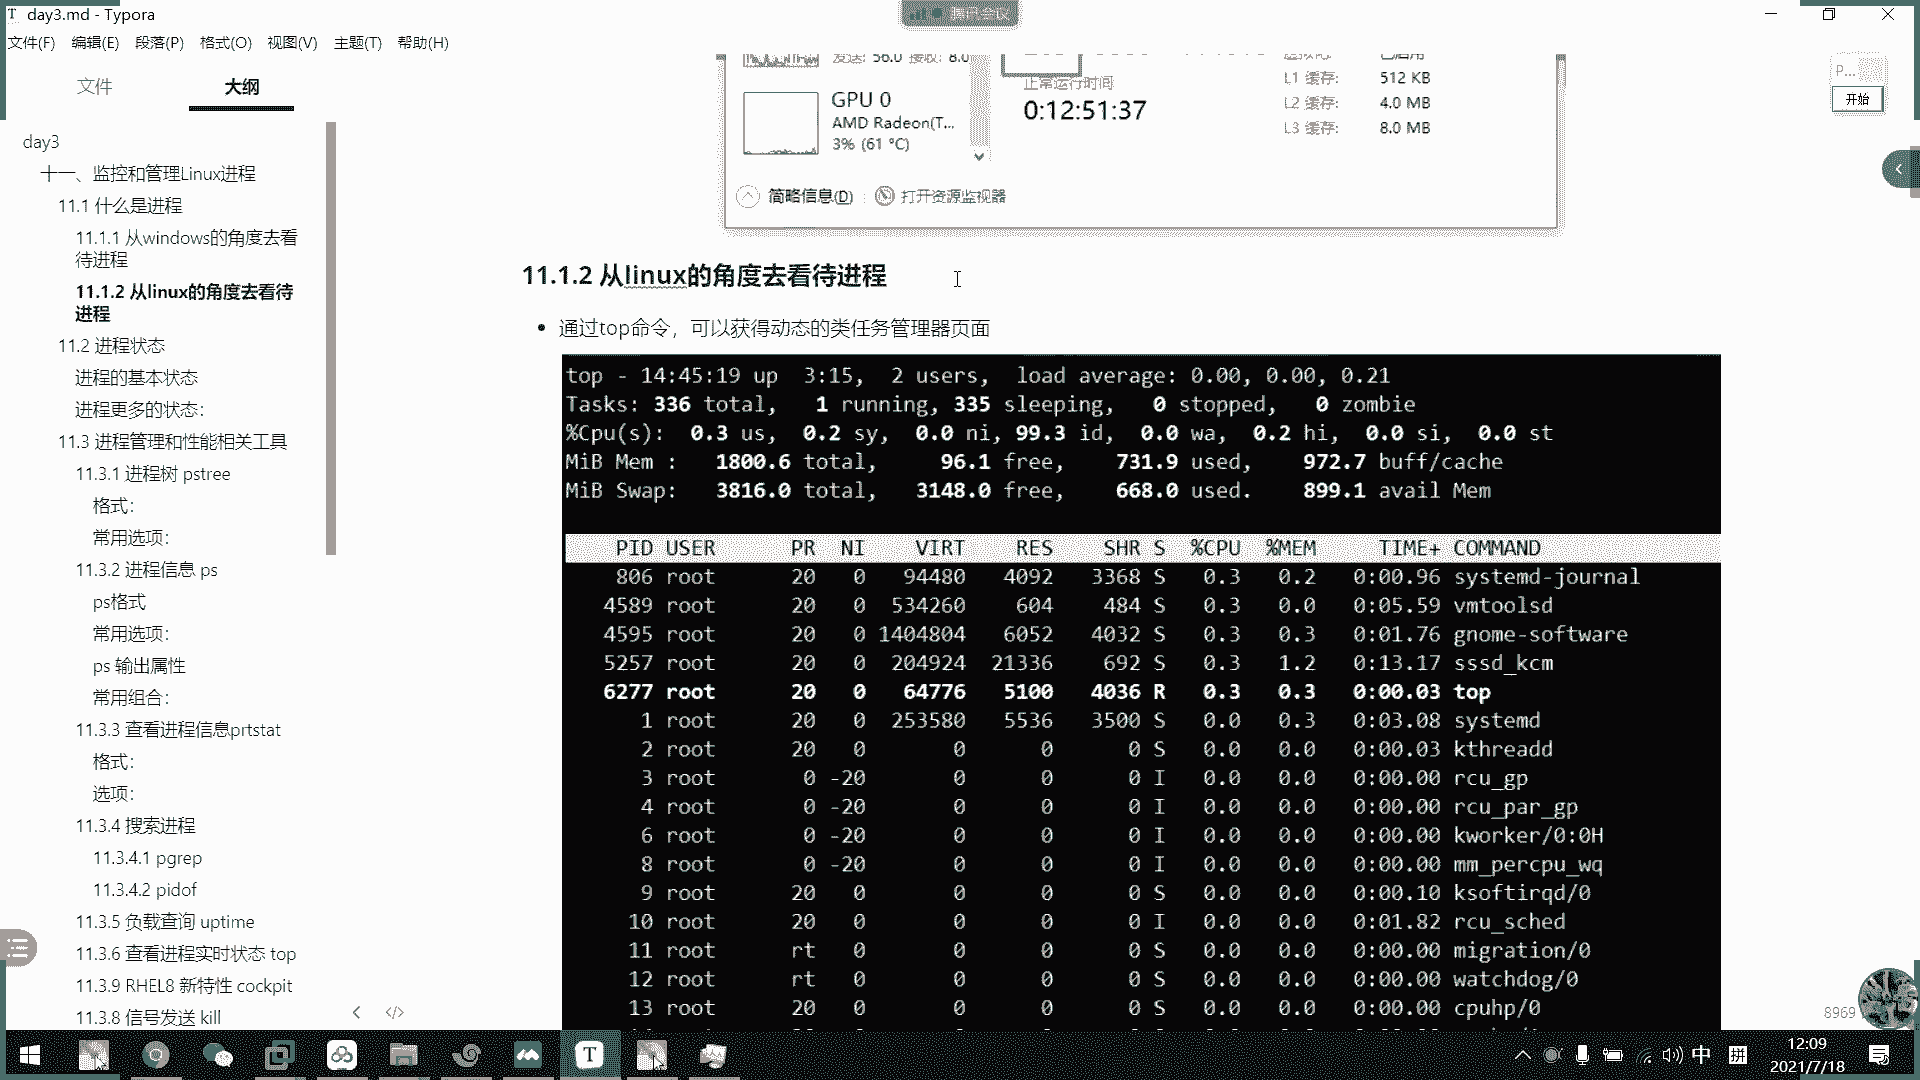 day3.md - Typora
腾讯会议
文件(F) 编辑(E) 段落(P) 格式(O) 视图(V) 主题(T) 帮助(H)
文件
大纲
day3
十一、监控和管理Linux进程
11.1 什么是进程
11.1.1 从windows的角度去看
待进程
11.1.2 从linux的角度去看待
进程
11.2 进程状态
进程的基本状态
进程更多的状态:
11.3 进程管理和性能相关工具
11.3.1 进程树 pstree
格式:
常用选项:
11.3.2 进程信息 ps
ps格式
常用选项:
ps 输出属性
常用组合:
11.3.3 查看进程信息prtstat
格式:
选项:
11.3.4 搜索进程
11.3.4.1 pgrep
11.3.4.2 pidof
11.3.5 负载查询 uptime
11.3.6 查看进程实时状态 top
11.3.9 RHEL8 新特性 cockpit
11.3.8 信号发送 kill
发送: 56.0 接收: 8.0
GPU 0
AMD Radeon(T...
3% (61 °C)
正常运行时间
0:12:51:37
已启用
L1 缓存: 512 KB
L2 缓存: 4.0 MB
L3 缓存: 8.0 MB
简略信息(D)
打开资源监视器
P...
开始
11.1.2 从linux的角度去看待进程
通过top命令，可以获得动态的类任务管理器页面
top - 14:45:19 up 3:15, 2 users, load average: 0.00, 0.00, 0.21
Tasks: 336 total, 1 running, 335 sleeping, 0 stopped, 0 zombie
%Cpu(s): 0.3 us, 0.2 sy, 0.0 ni, 99.3 id, 0.0 wa, 0.2 hi, 0.0 si, 0.0 st
MiB Mem : 1800.6 total, 96.1 free, 731.9 used, 972.7 buff/cache
MiB Swap: 3816.0 total, 3148.0 free, 668.0 used. 899.1 avail Mem
PID USER PR NI VIRT RES SHR S %CPU %MEM TIME+ COMMAND
806 root 20 0 94480 4092 3368 S 0.3 0.2 0:00.96 systemd-journal
4589 root 20 0 534260 604 484 S 0.3 0.0 0:05.59 vmtoolsd
4595 root 20 0 1404804 6052 4032 S 0.3 0.3 0:01.76 gnome-software
5257 root 20 0 204924 21336 692 S 0.3 1.2 0:13.17 sssd_kcm
6277 root 20 0 64776 5100 4036 R 0.3 0.3 0:00.03 top
1 root 20 0 253580 5536 3500 S 0.0 0.3 0:03.08 systemd
2 root 20 0 0 0 0 S 0.0 0.0 0:00.03 kthreadd
3 root 0 -20 0 0 0 I 0.0 0.0 0:00.00 rcu_gp
4 root 0 -20 0 0 0 I 0.0 0.0 0:00.00 rcu_par_gp
6 root 0 -20 0 0 0 I 0.0 0.0 0:00.00 kworker/0:0H
8 root 0 -20 0 0 0 I 0.0 0.0 0:00.00 mm_percpu_wq
9 root 20 0 0 0 0 S 0.0 0.0 0:00.10 ksoftirqd/0
10 root 20 0 0 0 0 I 0.0 0.0 0:01.82 rcu_sched
11 root rt 0 0 0 0 S 0.0 0.0 0:00.00 migration/0
12 root rt 0 0 0 0 S 0.0 0.0 0:00.00 watchdog/0
13 root 20 0 0 0 0 S 0.0 0.0 0:00.00 cpuhp/0
8969
中
拼
12:09
2021/7/18